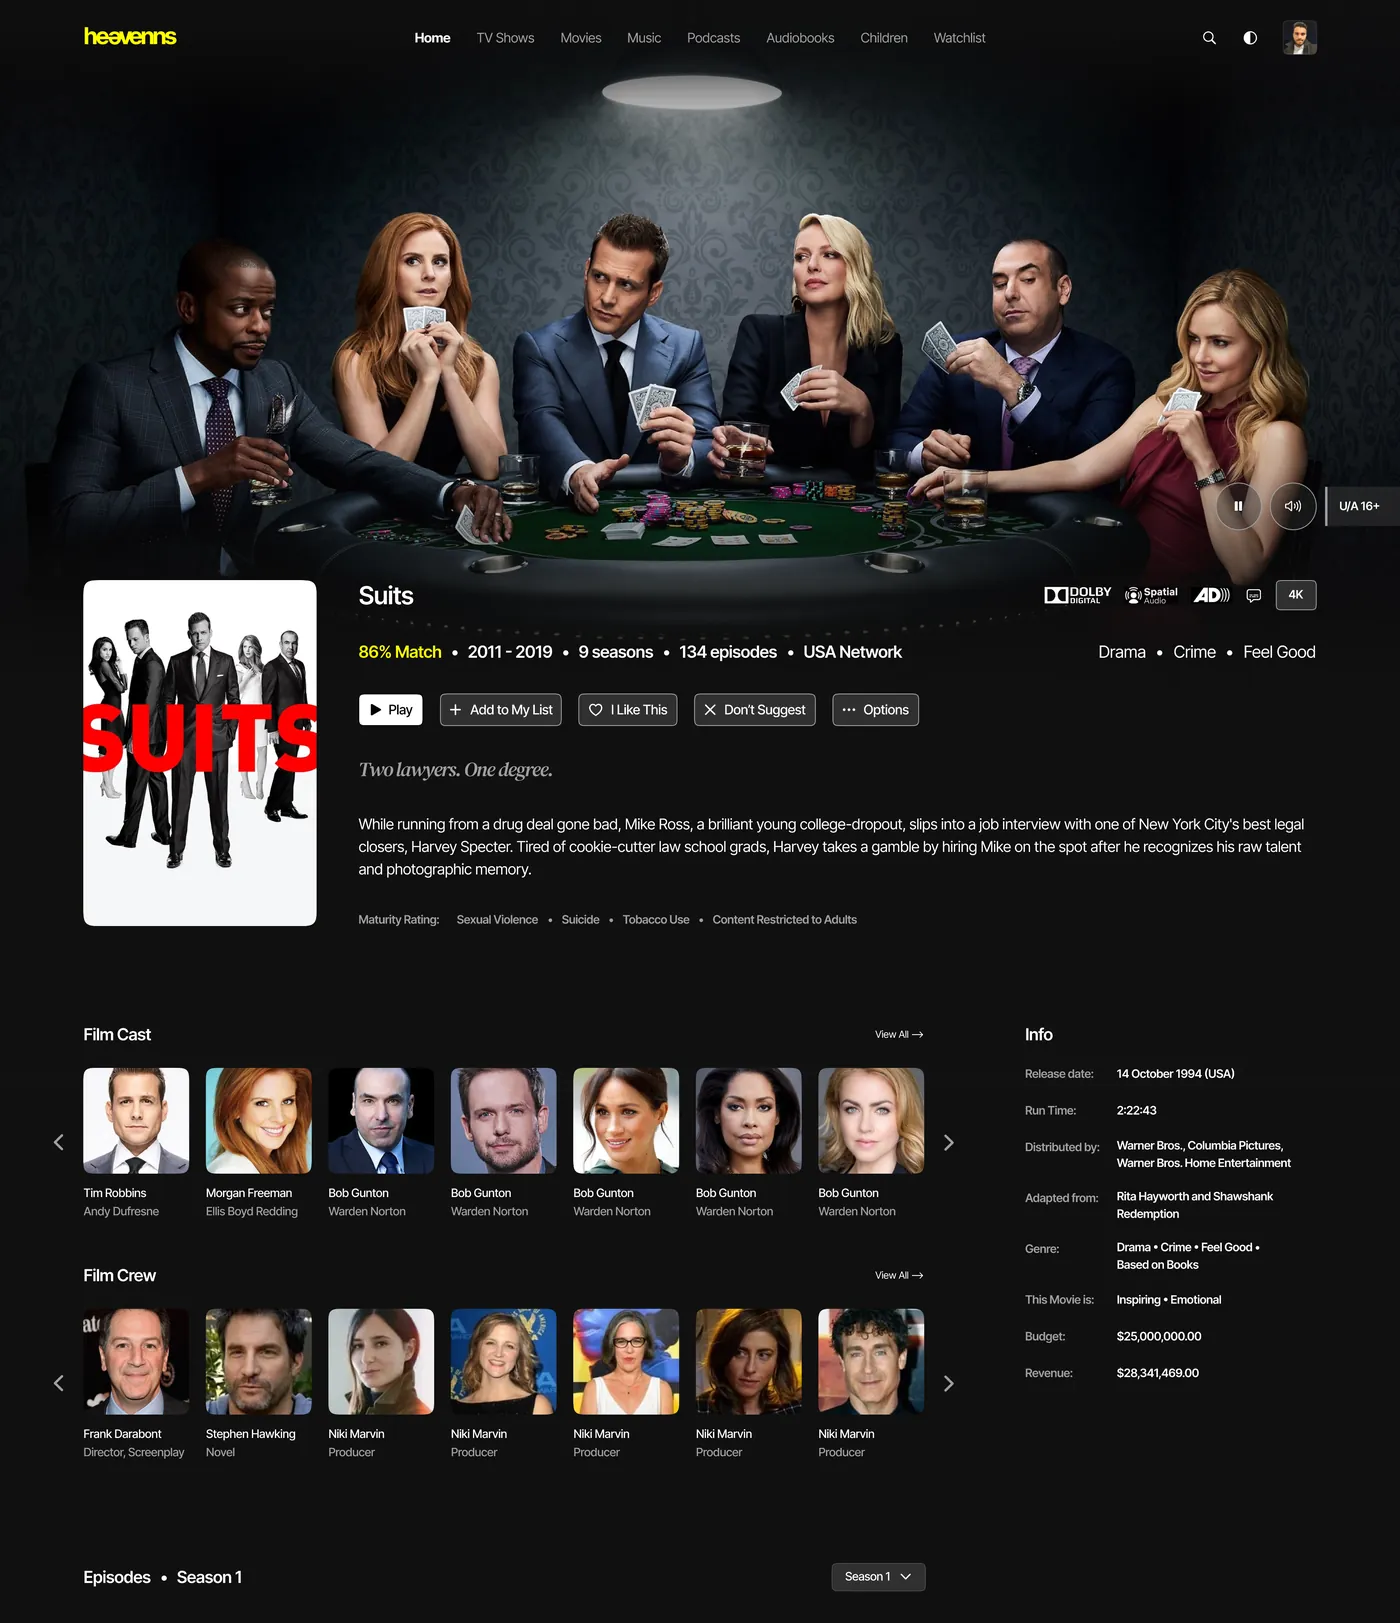 heavenns
Home TV Shows Movies Music Podcasts Audiobooks Children Watchlist
U/A 16+
SUITS
Suits
DOLBY DIGITAL Spatial Audio AD 4K
86% Match • 2011 - 2019 • 9 seasons • 134 episodes • USA Network
Drama • Crime • Feel Good
Play Add to My List I Like This Don't Suggest Options
Two lawyers. One degree.
While running from a drug deal gone bad, Mike Ross, a brilliant young college-dropout, slips into a job interview with one of New York City's best legal
closers, Harvey Specter. Tired of cookie-cutter law school grads, Harvey takes a gamble by hiring Mike on the spot after he recognizes his raw talent
and photographic memory.
Maturity Rating: Sexual Violence • Suicide • Tobacco Use • Content Restricted to Adults
Film Cast View All
Tim Robbins Morgan Freeman Bob Gunton Bob Gunton Bob Gunton Bob Gunton Bob Gunton
Andy Dufresne Ellis Boyd Redding Warden Norton Warden Norton Warden Norton Warden Norton Warden Norton
Film Crew View All
Frank Darabont Stephen Hawking Niki Marvin Niki Marvin Niki Marvin Niki Marvin Niki Marvin
Director, Screenplay Novel Producer Producer Producer Producer Producer
Info
Release date: 14 October 1994 (USA)
Run Time: 2:22:43
Distributed by: Warner Bros., Columbia Pictures,
Warner Bros. Home Entertainment
Adapted from: Rita Hayworth and Shawshank
Redemption
Genre: Drama • Crime • Feel Good •
Based on Books
This Movie is: Inspiring • Emotional
Budget: $25,000,000.00
Revenue: $28,341,469.00
Episodes • Season 1 Season 1